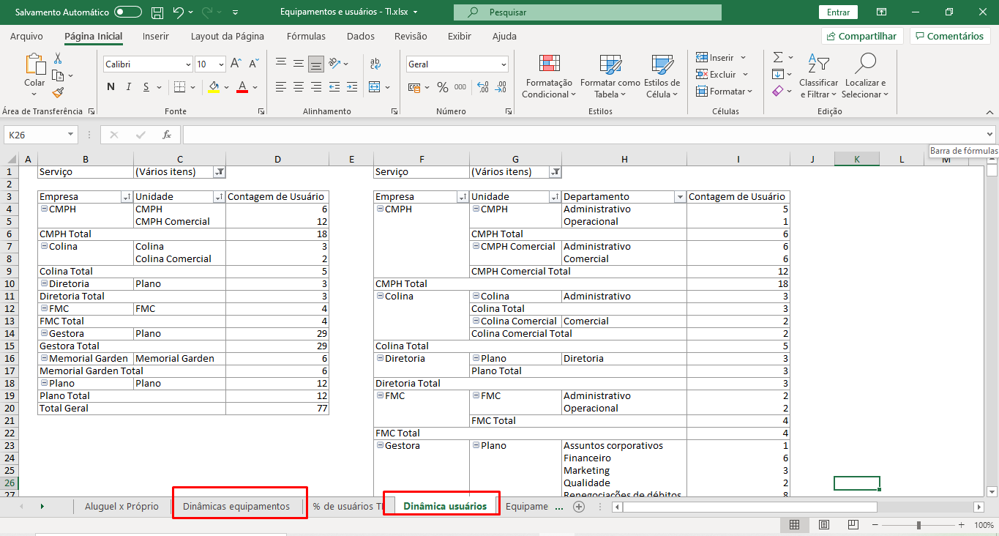 Salvamento Automático
Equipamentos e usuários - TI.xlsx
Pesquisar
Entrar
Arquivo Página Inicial Inserir Layout da Página Fórmulas Dados Revisão Exibir Ajuda
Compartilhar Comentários
Colar
Área de Transferência
Calibri 10
N I S
A
Fonte
ab
Alinhamento
Geral
% 000
Número
Formatação Condicional
Formatar como Tabela
Estilos de Célula
Estilos
Inserir
Excluir
Formatar
Células
Classificar e Filtrar
Localizar e Selecionar
Edição
K26
fx
Barra de fórmulas
A B C D E F G H I J K L M
1 Serviço (Vários itens) Serviço (Vários itens)
2
3 Empresa Unidade Contagem de Usuário Empresa Unidade Departamento Contagem de Usuário
4 CMPH CMPH 6 CMPH CMPH Administrativo 5
5 CMPH Comercial 12 Operacional 1
6 CMPH Total 18 CMPH Total 6
7 Colina Colina 3 CMPH Comercial Administrativo 6
8 Colina Comercial 2 Comercial 6
9 Colina Total 5 CMPH Comercial Total 12
10 Diretoria Plano 3 CMPH Total 18
11 Diretoria Total 3 Colina Colina Administrativo 3
12 FMC FMC 4 Colina Total 3
13 FMC Total 4 Colina Comercial Comercial 2
14 Gestora Plano 29 Colina Comercial Total 2
15 Gestora Total 29 Colina Total 5
16 Memorial Garden Memorial Garden 6 Diretoria Plano Diretoria 3
17 Memorial Garden Total 6 Plano Total 3
18 Plano Plano 12 Diretoria Total 3
19 Plano Total 12 FMC FMC Administrativo 2
20 Total Geral 77 Operacional 2
21 FMC Total 4
22 FMC Total 4
23 Gestora Plano Assuntos corporativos 1
24 Financeiro 6
25 Marketing 3
26 Qualidade 2
27 Renegociações de débitos 8
Aluguel x Próprio Dinâmicas equipamentos % de usuários TI Dinâmica usuários Equipame ...
100%